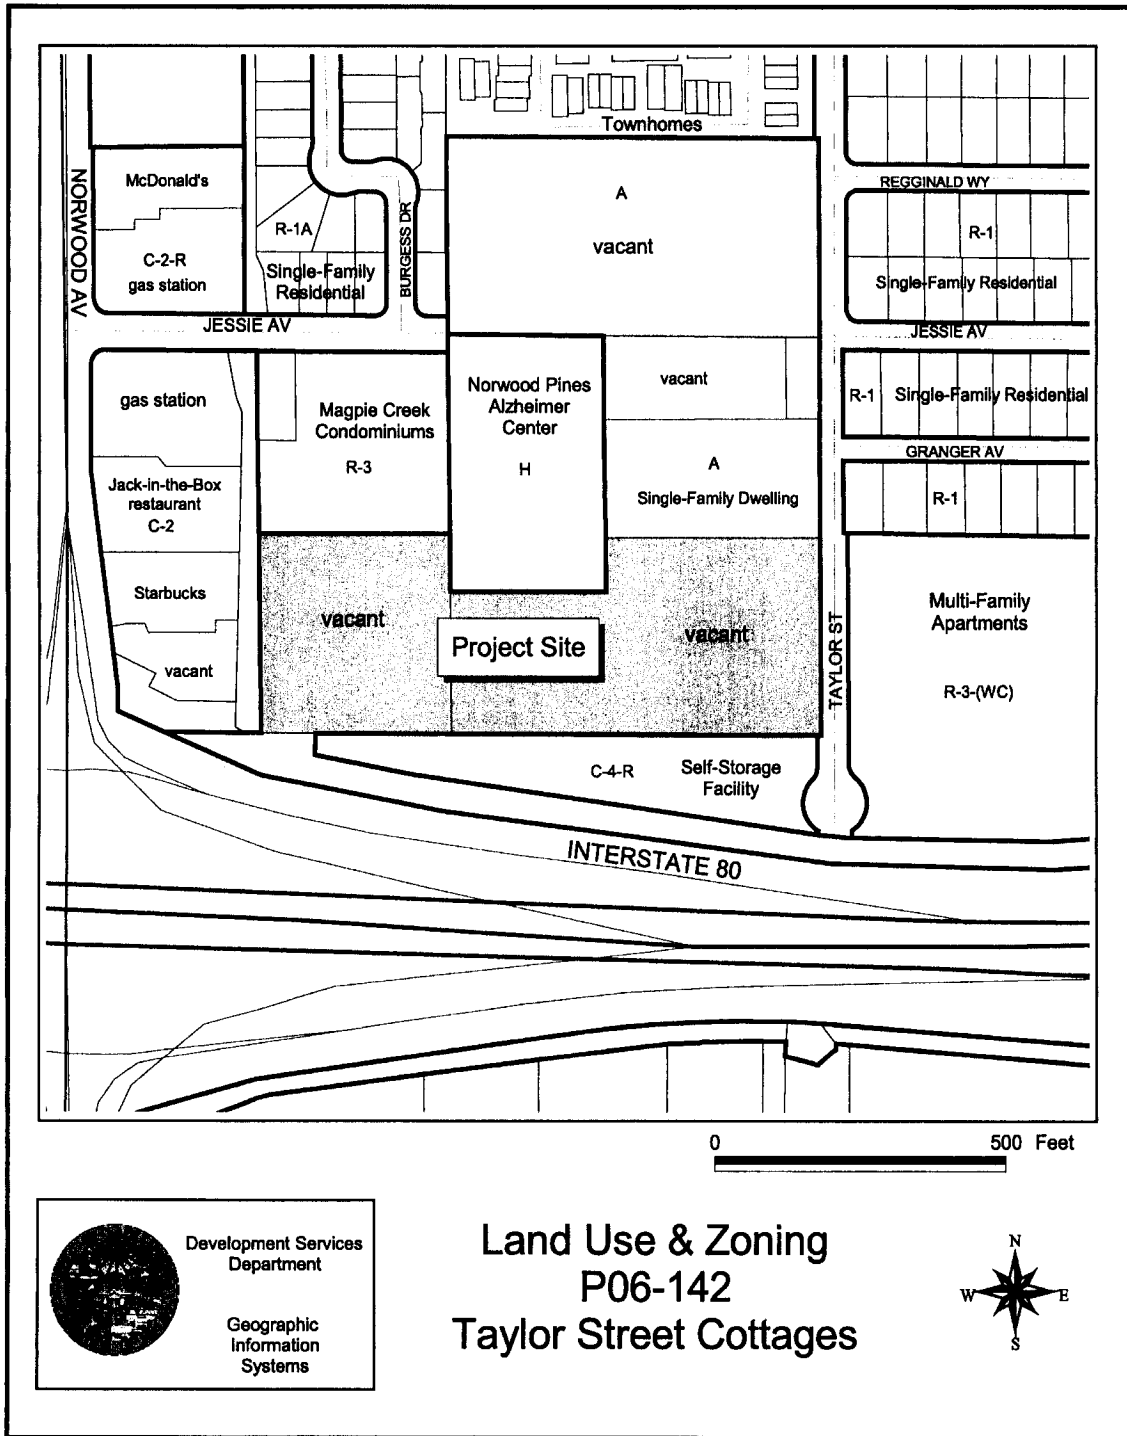 Townhomes
McDonald's
NORWOOD AV
C-2-R
gas station
R-1A
Single-Family
Residential
BURGESS DR
JESSIE AV
A
vacant
REGGINALD WY
R-1
Single-Family Residential
JESSIE AV
gas station
Magpie Creek
Condominiums
R-3
Norwood Pines
Alzheimer
Center
H
vacant
R-1
Single-Family Residential
GRANGER AV
Jack-in-the-Box
restaurant
C-2
A
Single-Family Dwelling
R-1
Starbucks
vacant
vacant
Project Site
vacant
TAYLOR ST
Multi-Family
Apartments
R-3-(WC)
C-4-R
Self-Storage
Facility
INTERSTATE 80
0 500 Feet
Development Services
Department
Geographic
Information
Systems
Land Use & Zoning
P06-142
Taylor Street Cottages
N
W E
S